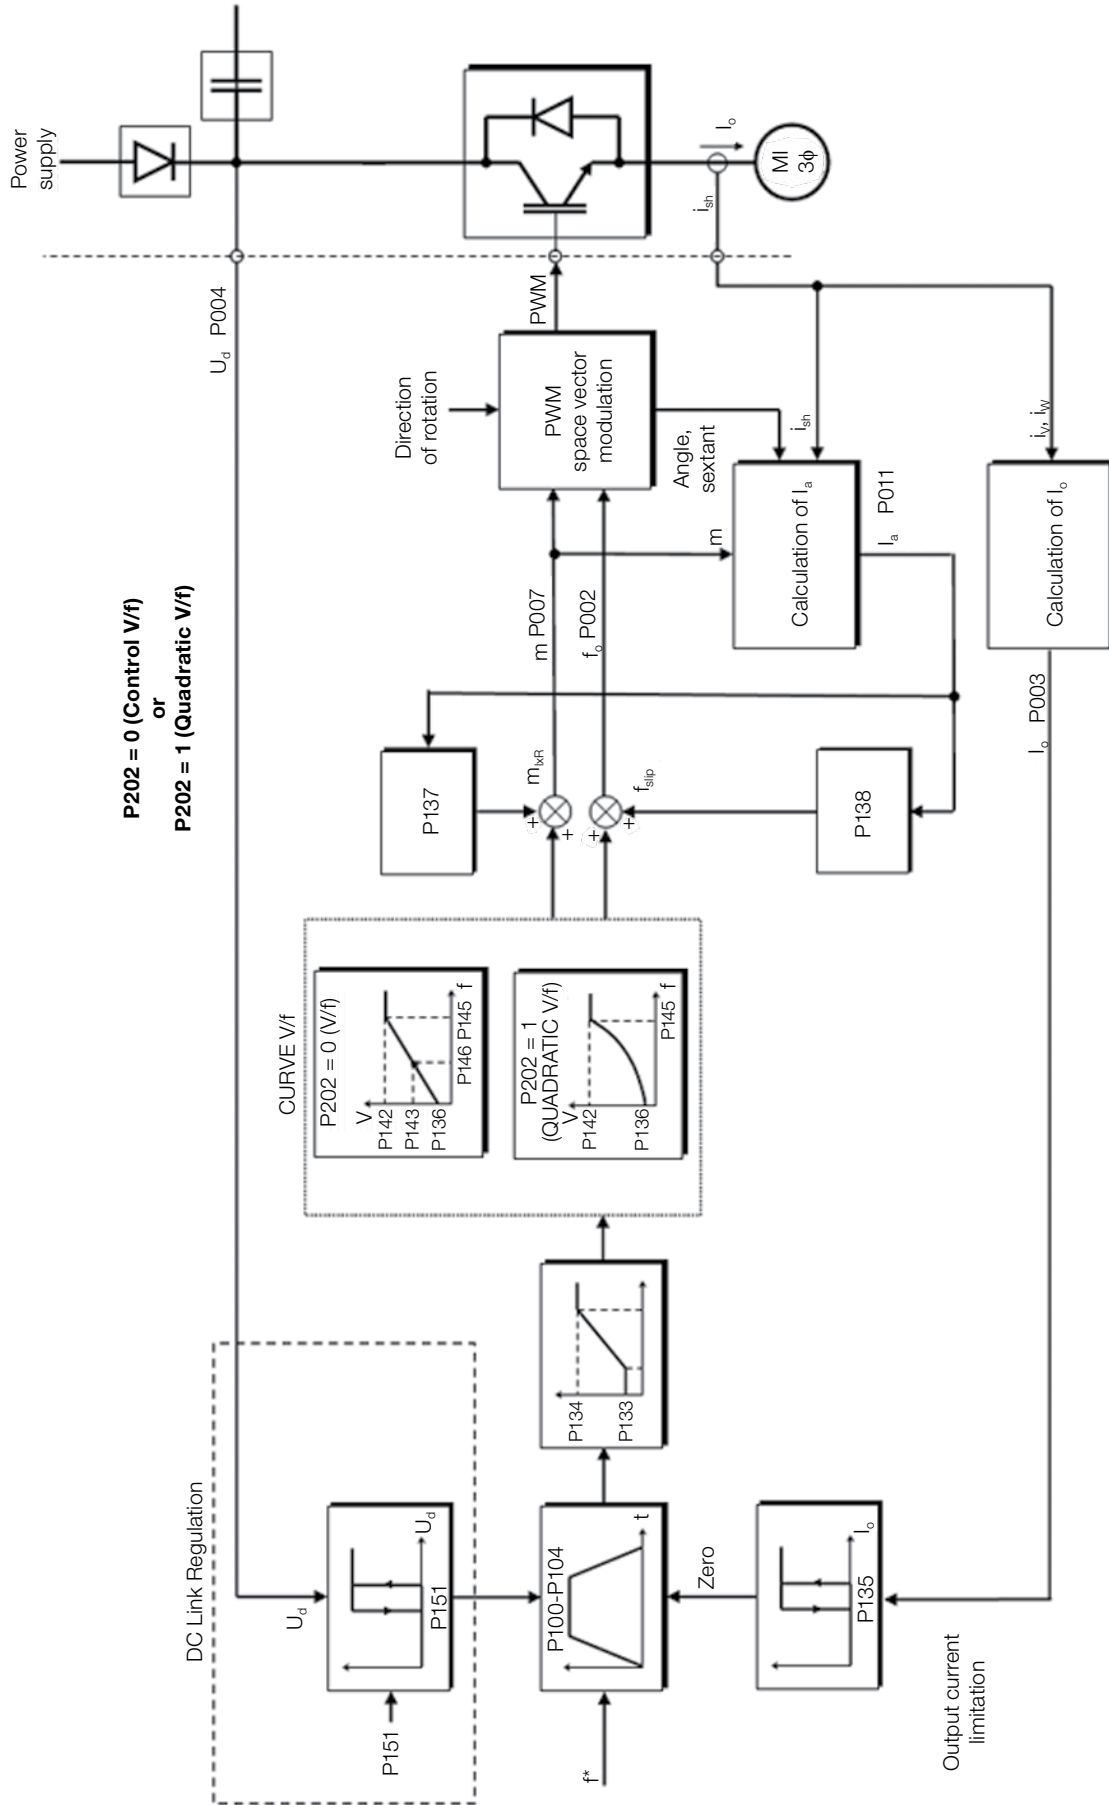 P202 = 0 (Control V/f)
or
P202 = 1 (Quadratic V/f)
Power
supply
U_d P004
DC Link Regulation
U_d
P151
U_d
P151
f*
P100-P104
t
Zero
I_o
P135
Output current
limitation
P134
P133
CURVE V/f
P202 = 0 (V/f)
V
P142
P143
P136
P146 P145 f
P202 = 1
(QUADRATIC V/f)
V
P142
P136
P145 f
P137
m_IxR
+
+
+
+
f_slip
P138
m P007
f_o P002
Direction
of rotation
PWM
space vector
modulation
PWM
Angle,
sextant
m
i_sh
Calculation of I_a
I_a P011
i_v, i_w
Calculation of I_o
I_o P003
i_sh
I_o
MI
3ϕ